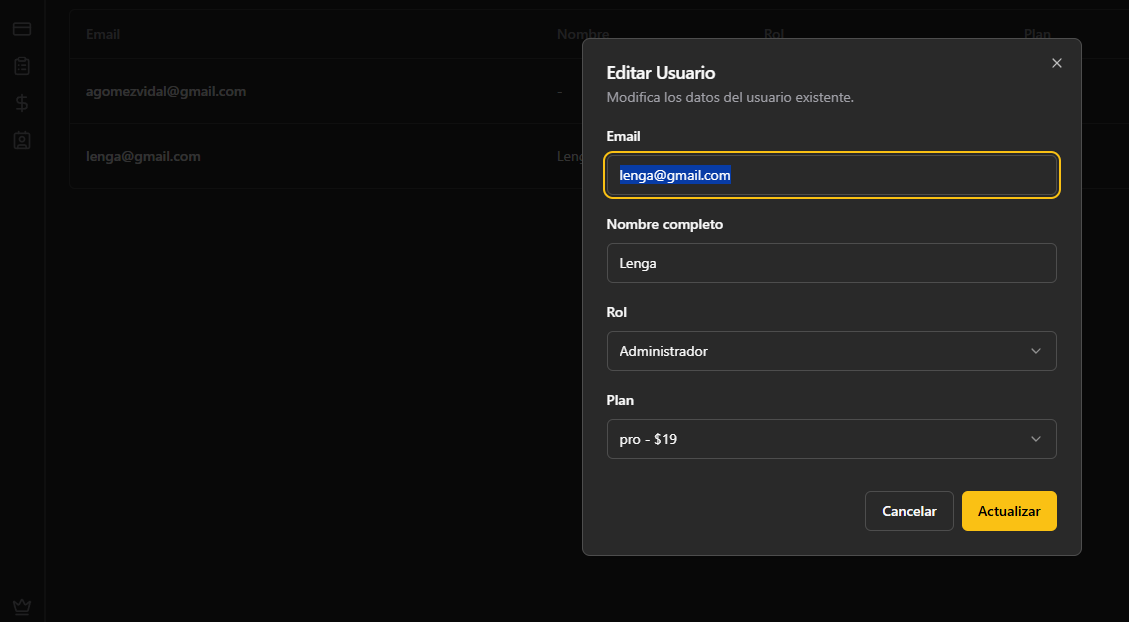 Email Nombre Rol Plan
agomezvidal@gmail.com -
lenga@gmail.com Leng
Editar Usuario
Modifica los datos del usuario existente.
Email
lenga@gmail.com
Nombre completo
Lenga
Rol
Administrador
Plan
pro - $19
Cancelar Actualizar